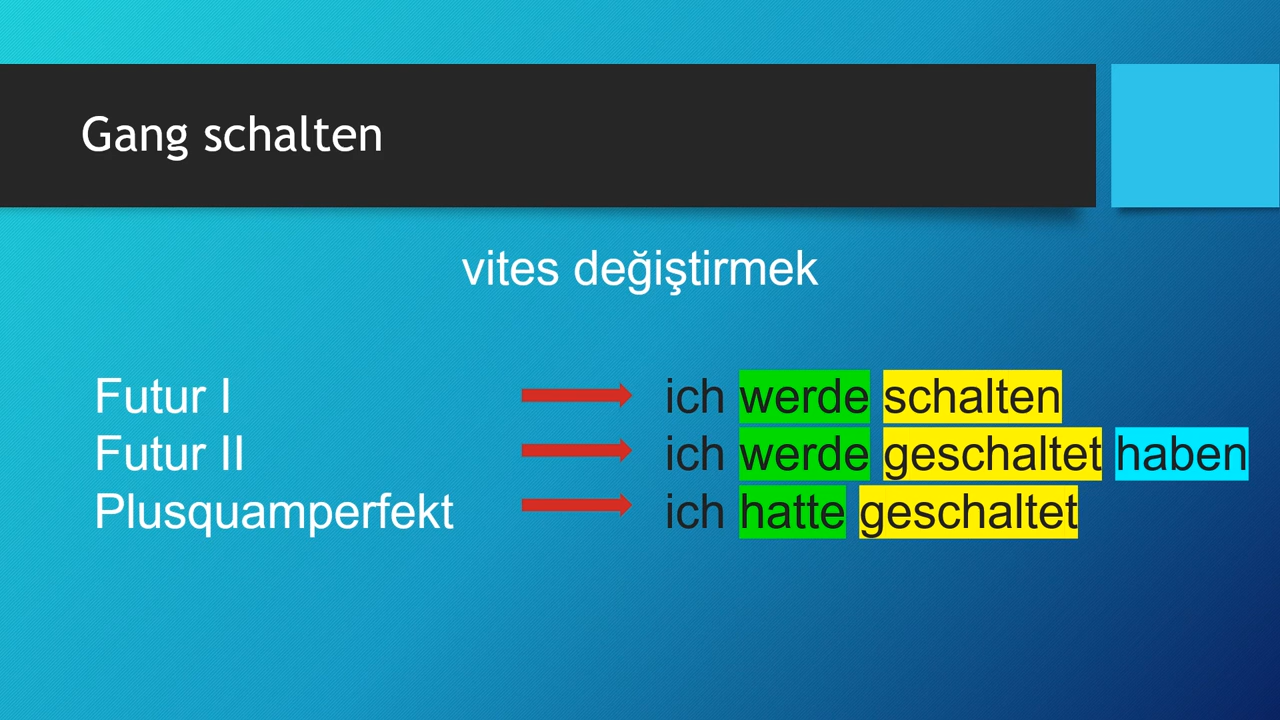 Gang schalten
vites değiştirmek
Futur I ich werde schalten
Futur II ich werde geschaltet haben
Plusquamperfekt ich hatte geschaltet